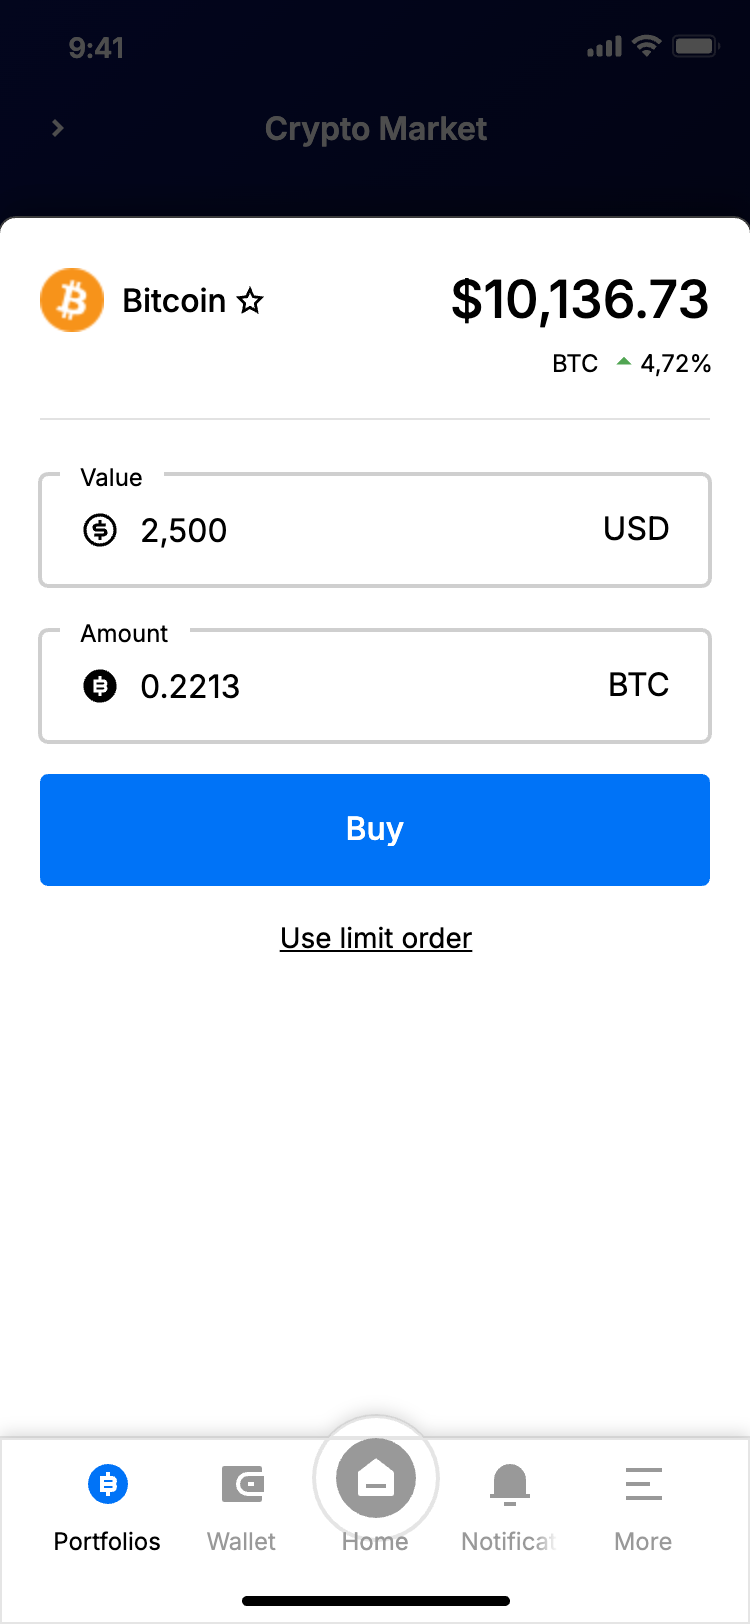 9:41
Crypto Market
Bitcoin
$10,136.73
BTC 4,72%
Value
2,500 USD
Amount
0.2213 BTC
Buy
Use limit order
Portfolios Wallet Home Notificat More